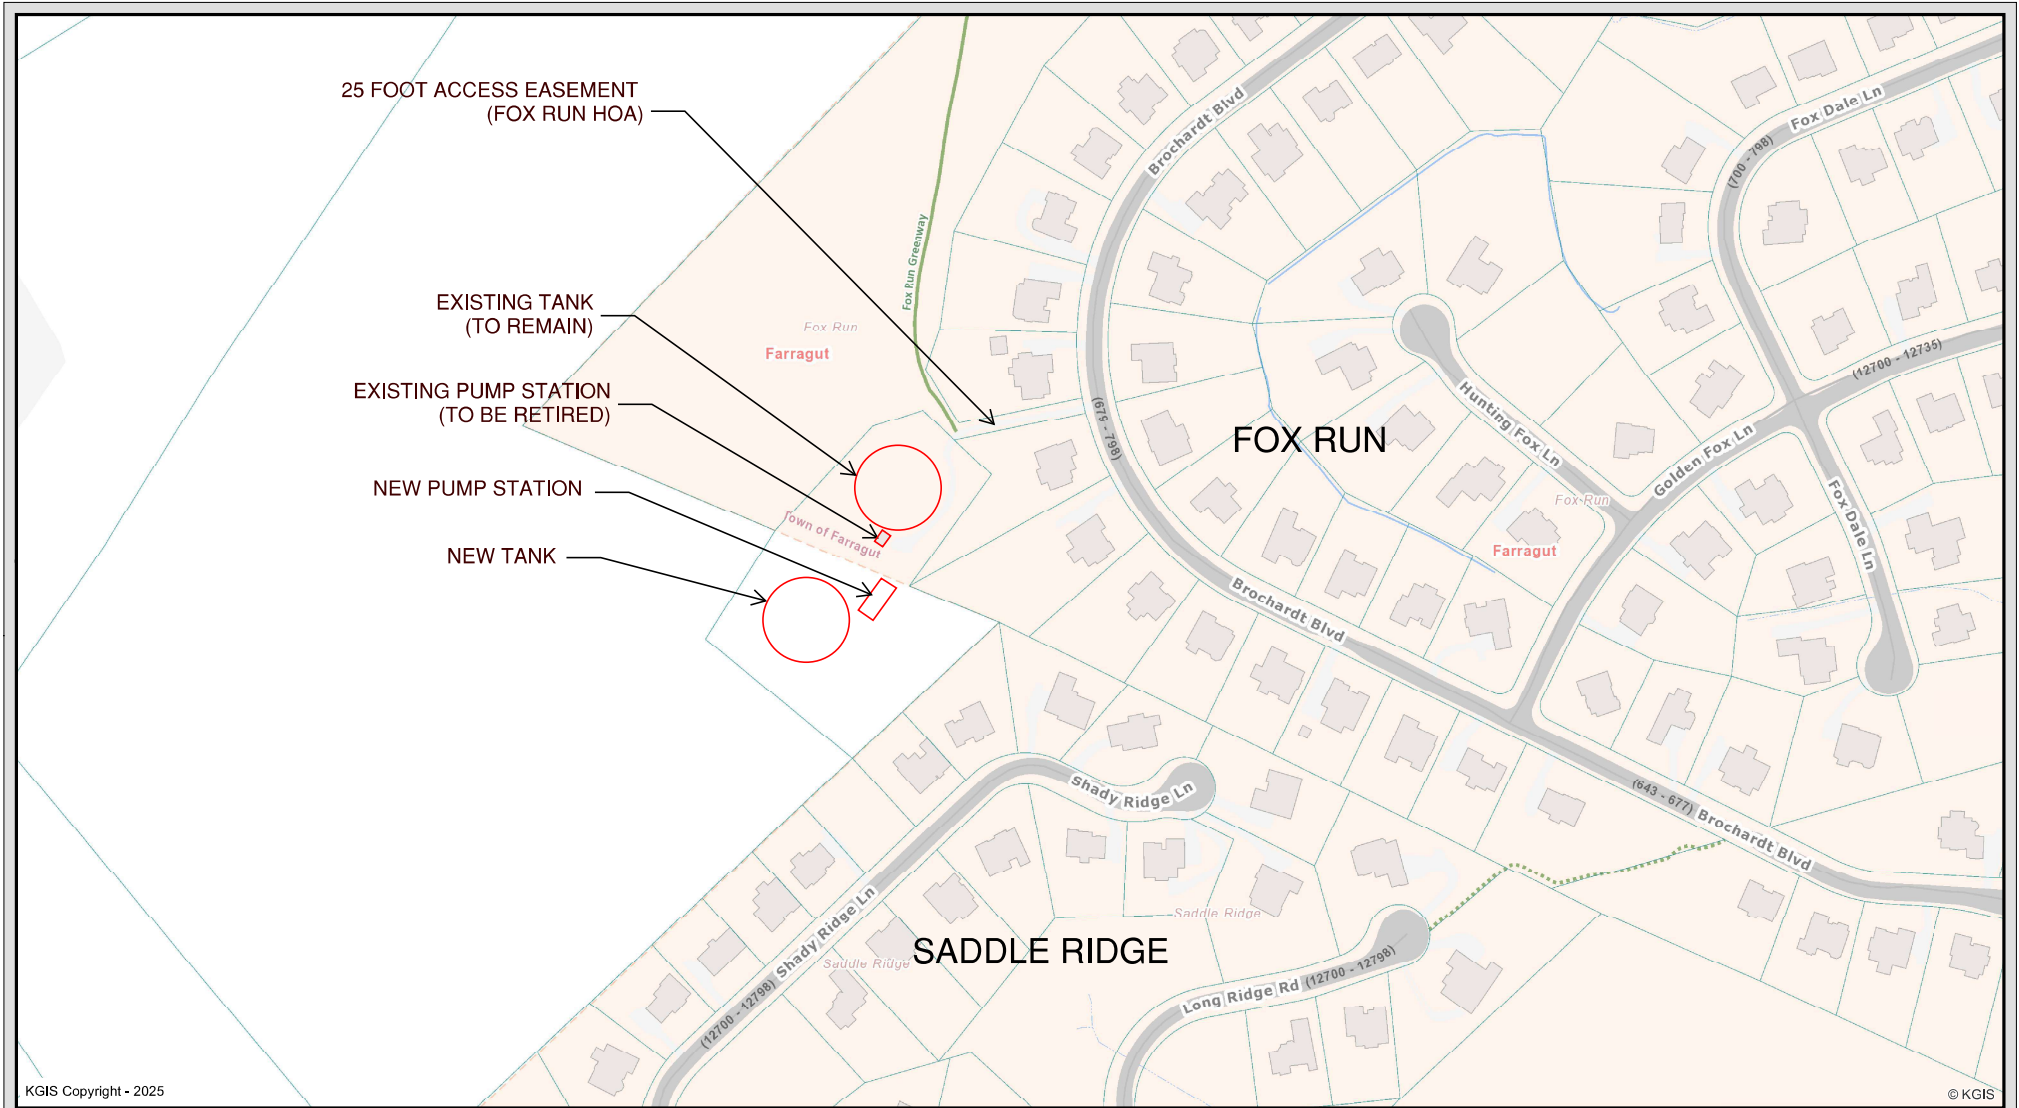 25 FOOT ACCESS EASEMENT
(FOX RUN HOA)
EXISTING TANK
(TO REMAIN)
EXISTING PUMP STATION
(TO BE RETIRED)
NEW PUMP STATION
NEW TANK
Fox Run Greenway
Fox Run
Farragut
Town of Farragut
Brochardt Blvd
(675 - 798)
FOX RUN
Fox Dale Ln
(700 - 798)
(12700 - 12735)
Hunting Fox Ln
Golden Fox Ln
Fox Run
Farragut
Fox Dale Ln
Brochardt Blvd
(643 - 677) Brochardt Blvd
Shady Ridge Ln
Saddle Ridge
SADDLE RIDGE
Saddle Ridge
(12700 - 12798) Shady Ridge Ln
Long Ridge Rd (12700 - 12798)
KGIS Copyright - 2025
© KGIS